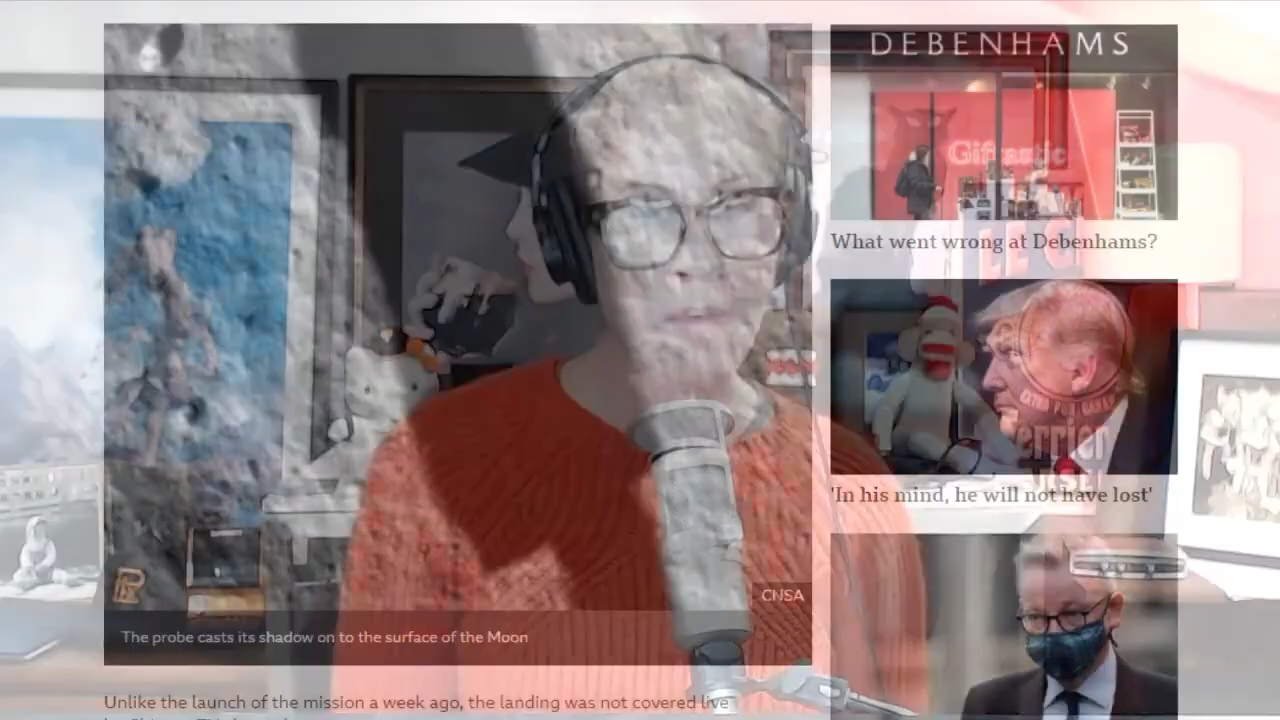 DEBENHAMS
Giftastic
What went wrong at Debenhams?
'In his mind, he will not have lost'
CNSA
The probe casts its shadow on to the surface of the Moon
Unlike the launch of the mission a week ago, the landing was not covered live